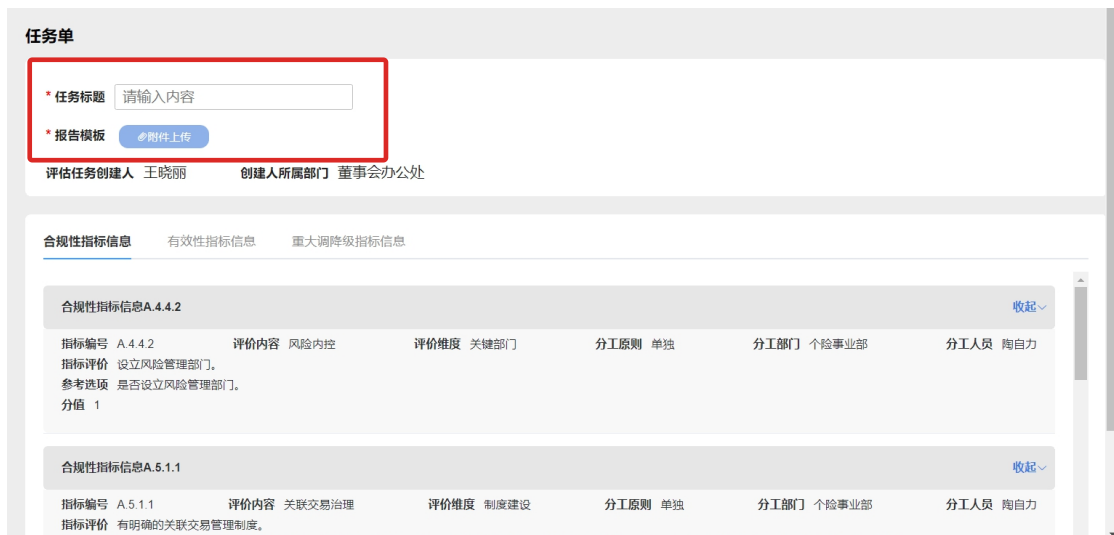 任务单
* 任务标题 请输入内容
* 报告模板 附件上传
评估任务创建人 王晓丽 创建人所属部门 董事会办公处
合规性指标信息 有效性指标信息 重大调降级指标信息
合规性指标信息A.4.4.2 收起
指标编号 A.4.4.2 评价内容 风险内控 评价维度 关键部门 分工原则 单独 分工部门 个险事业部 分工人员 陶自力
指标评价 设立风险管理部门。
参考选项 是否设立风险管理部门。
分值 1
合规性指标信息A.5.1.1 收起
指标编号 A.5.1.1 评价内容 关联交易治理 评价维度 制度建设 分工原则 单独 分工部门 个险事业部 分工人员 陶自力
指标评价 有明确的关联交易管理制度。